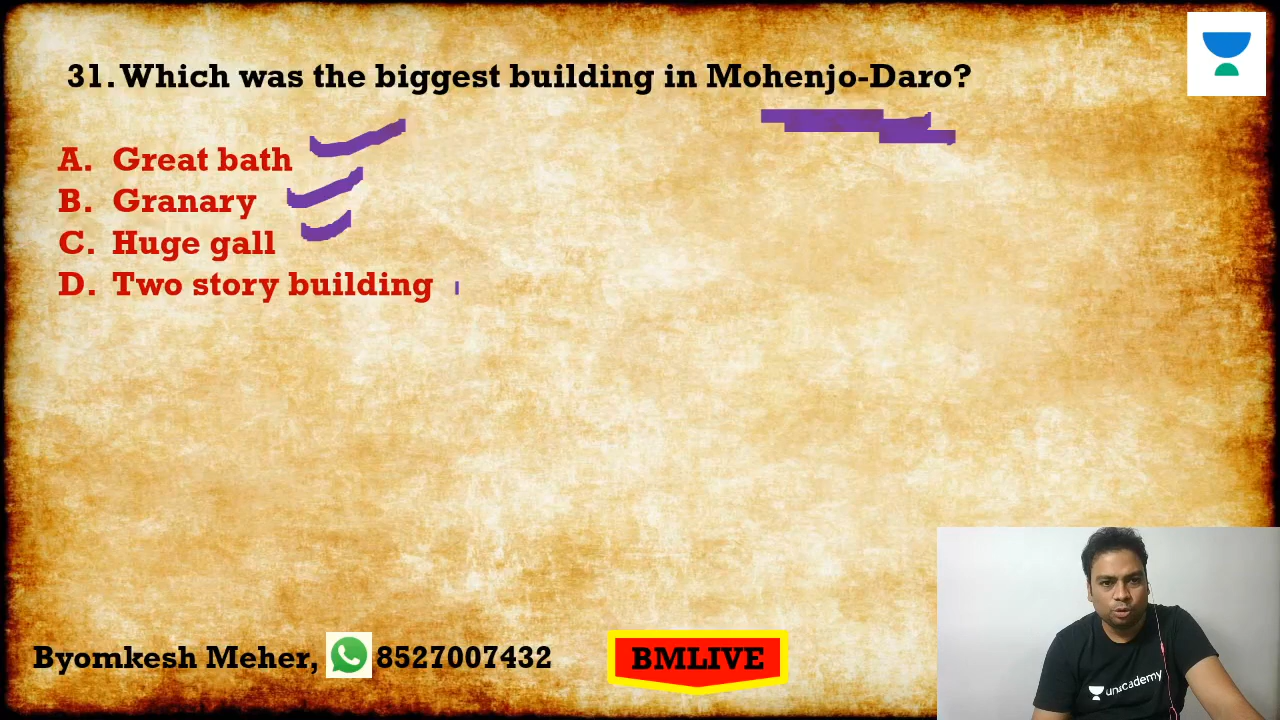 31. Which was the biggest building in Mohenjo-Daro?
A. Great bath
B. Granary
C. Huge gall
D. Two story building
Byomkesh Meher, 8527007432
BMLIVE
unacademy